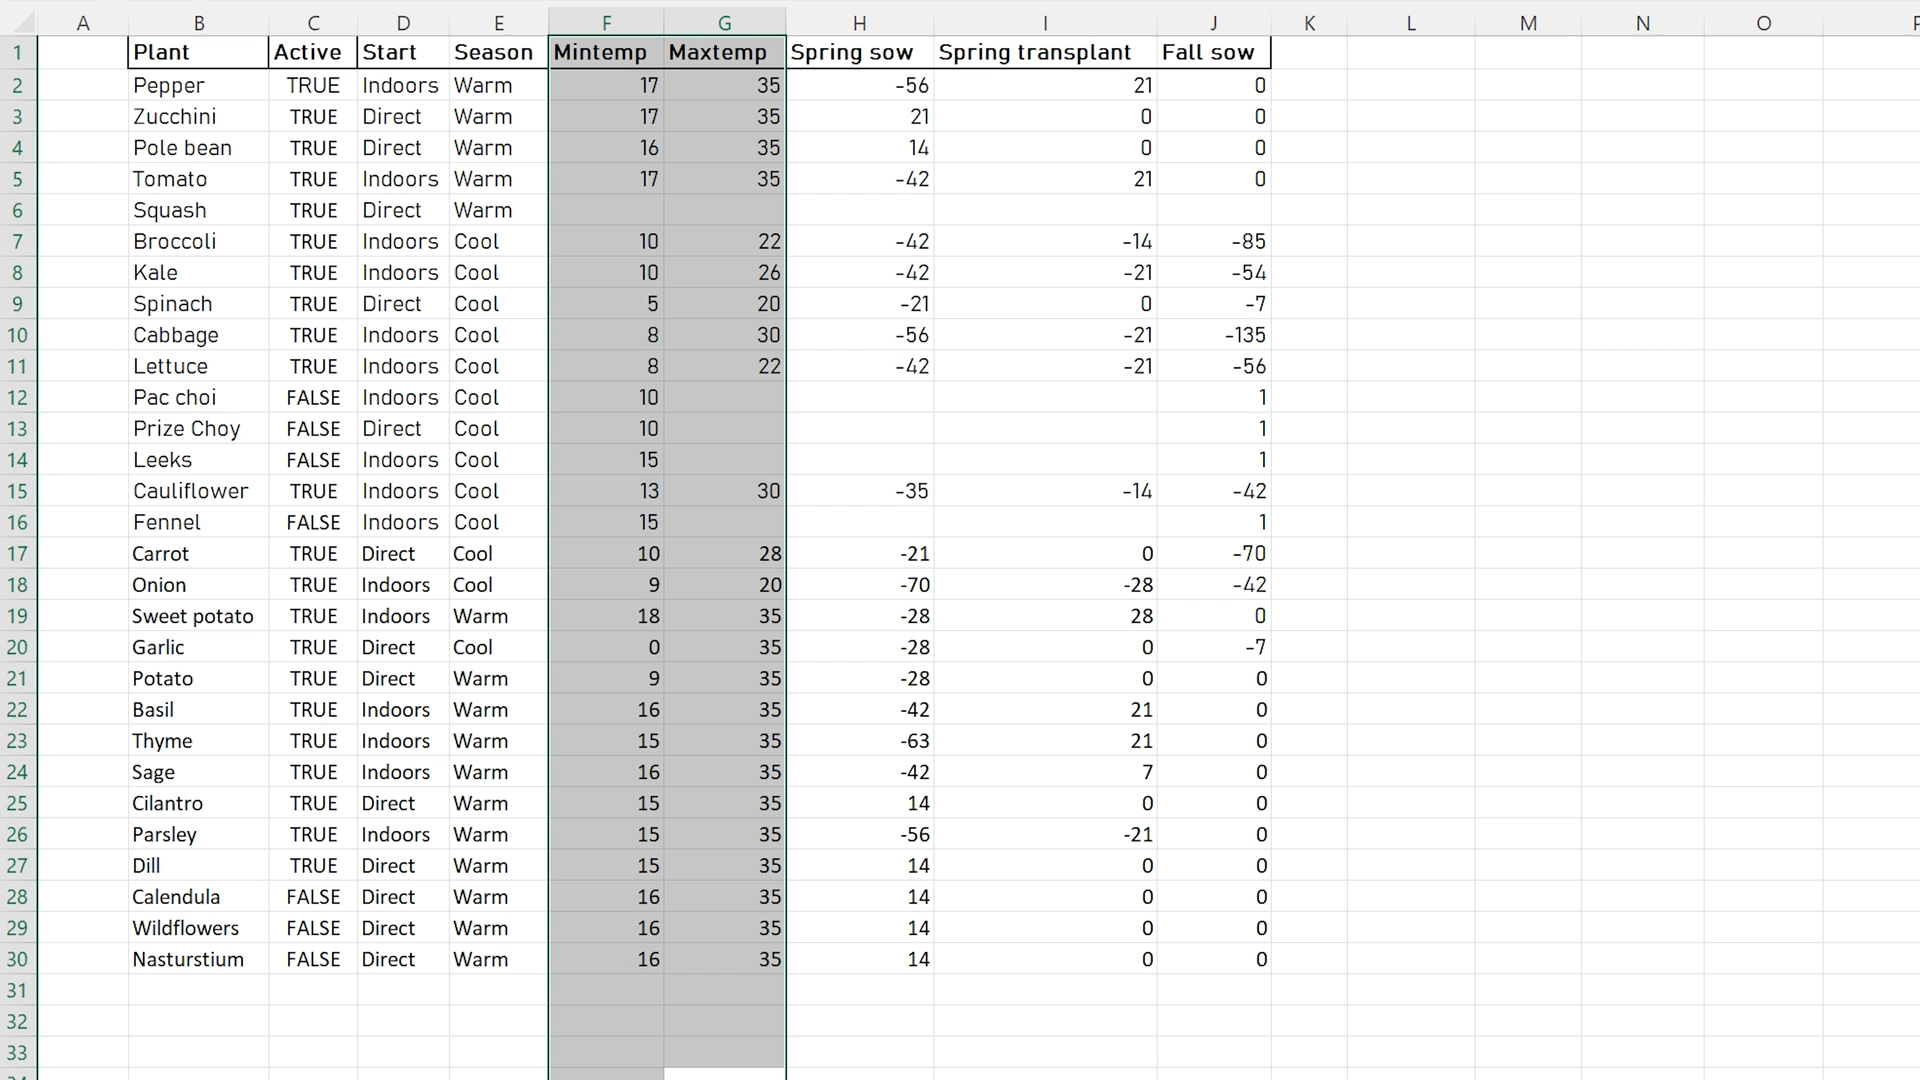 A B C D E F G H I J K L M N O
1 Plant Active Start Season Mintemp Maxtemp Spring sow Spring transplant Fall sow
2 Pepper TRUE Indoors Warm 17 35 -56 21 0
3 Zucchini TRUE Direct Warm 17 35 21 0 0
4 Pole bean TRUE Direct Warm 16 35 14 0 0
5 Tomato TRUE Indoors Warm 17 35 -42 21 0
6 Squash TRUE Direct Warm
7 Broccoli TRUE Indoors Cool 10 22 -42 -14 -85
8 Kale TRUE Indoors Cool 10 26 -42 -21 -54
9 Spinach TRUE Direct Cool 5 20 -21 0 -7
10 Cabbage TRUE Indoors Cool 8 30 -56 -21 -135
11 Lettuce TRUE Indoors Cool 8 22 -42 -21 -56
12 Pac choi FALSE Indoors Cool 10 1
13 Prize Choy FALSE Direct Cool 10 1
14 Leeks FALSE Indoors Cool 15 1
15 Cauliflower TRUE Indoors Cool 13 30 -35 -14 -42
16 Fennel FALSE Indoors Cool 15 1
17 Carrot TRUE Direct Cool 10 28 -21 0 -70
18 Onion TRUE Indoors Cool 9 20 -70 -28 -42
19 Sweet potato TRUE Indoors Warm 18 35 -28 28 0
20 Garlic TRUE Direct Cool 0 35 -28 0 -7
21 Potato TRUE Direct Warm 9 35 -28 0 0
22 Basil TRUE Indoors Warm 16 35 -42 21 0
23 Thyme TRUE Indoors Warm 15 35 -63 21 0
24 Sage TRUE Indoors Warm 16 35 -42 7 0
25 Cilantro TRUE Direct Warm 15 35 14 0 0
26 Parsley TRUE Indoors Warm 15 35 -56 -21 0
27 Dill TRUE Direct Warm 15 35 14 0 0
28 Calendula FALSE Direct Warm 16 35 14 0 0
29 Wildflowers FALSE Direct Warm 16 35 14 0 0
30 Nasturstium FALSE Direct Warm 16 35 14 0 0
31
32
33